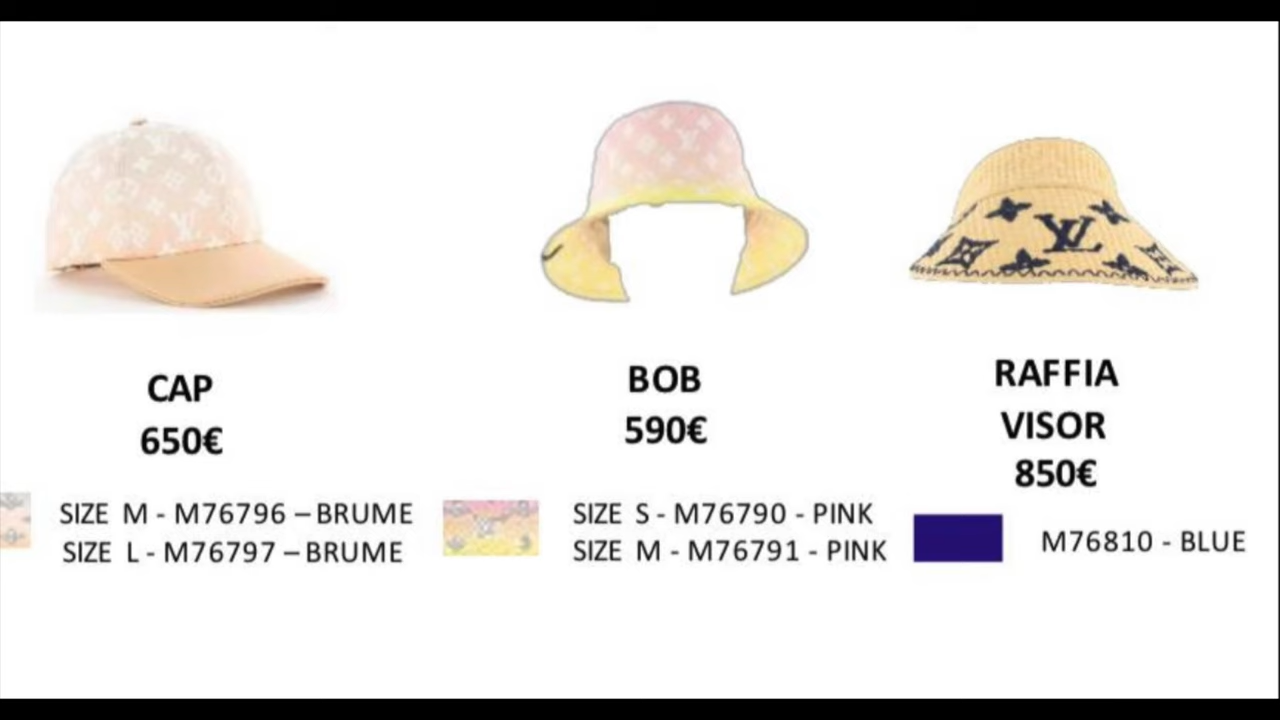 CAP
650€
SIZE M - M76796 – BRUME
SIZE L - M76797 – BRUME
BOB
590€
SIZE S - M76790 - PINK
SIZE M - M76791 - PINK
LV
RAFFIA
VISOR
850€
M76810 - BLUE